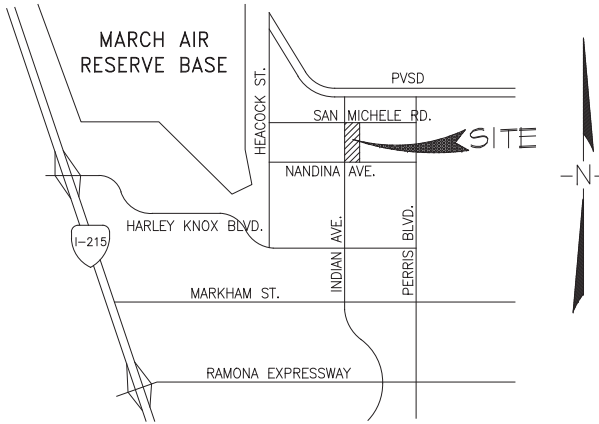 MARCH AIR
RESERVE BASE
PVSD
HEACOCK ST.
SAN MICHELE RD.
SITE
NANDINA AVE.
-N-
HARLEY KNOX BLVD.
I-215
INDIAN AVE.
PERRIS BLVD.
MARKHAM ST.
RAMONA EXPRESSWAY